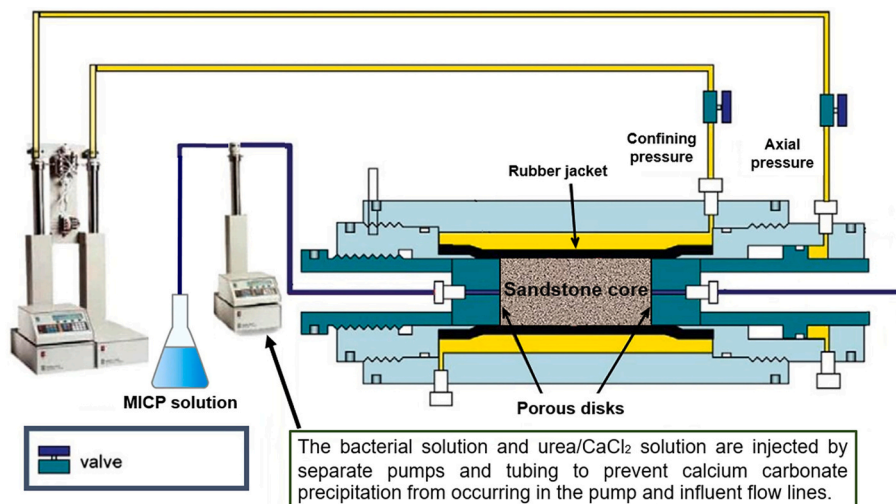 Confining
pressure
Axial
pressure
Rubber jacket
Sandstone core
MICP solution
Porous disks
valve
The bacterial solution and urea/CaCl₂ solution are injected by
separate pumps and tubing to prevent calcium carbonate
precipitation from occurring in the pump and influent flow lines.